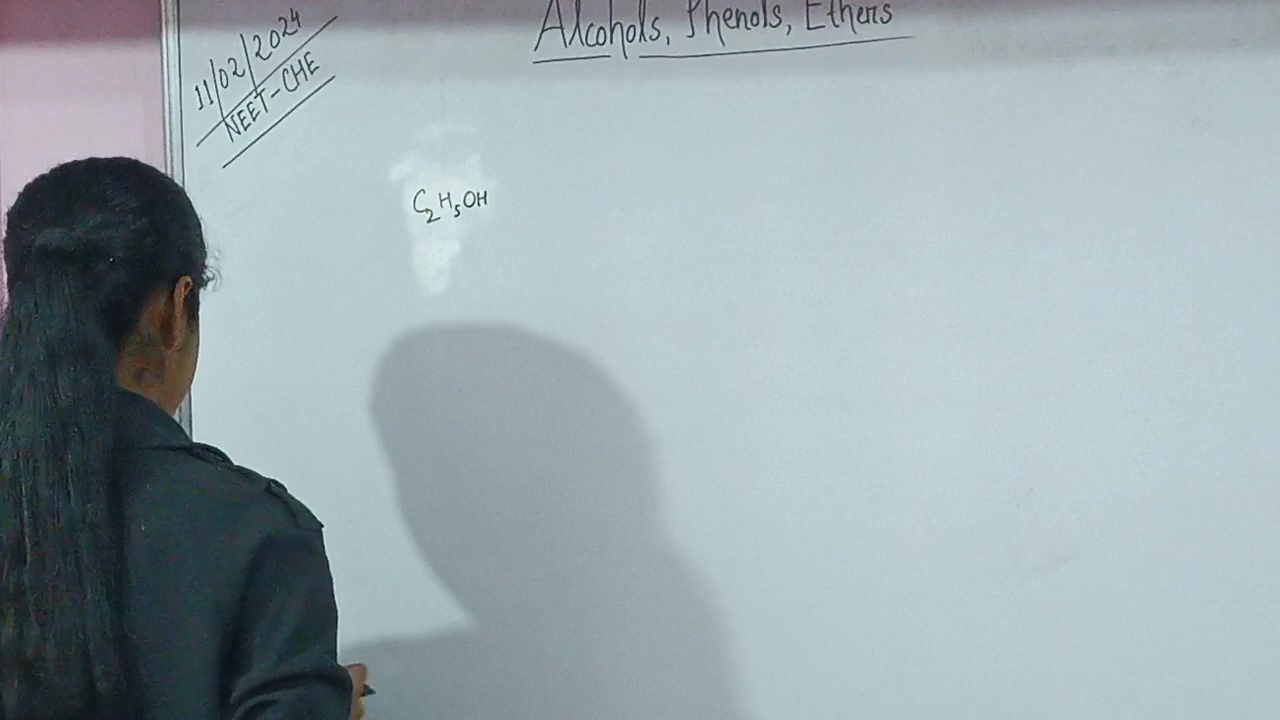 Alcohols, Phenols, Ethers
11/02/2024
NEET-CHE
C₂H₅OH